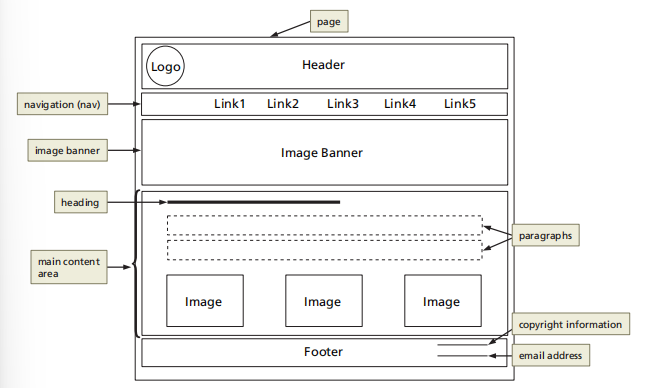 page
Logo
Header
navigation (nav)
Link1 Link2 Link3 Link4 Link5
image banner
Image Banner
heading
paragraphs
main content
area
Image Image Image
copyright information
Footer
email address